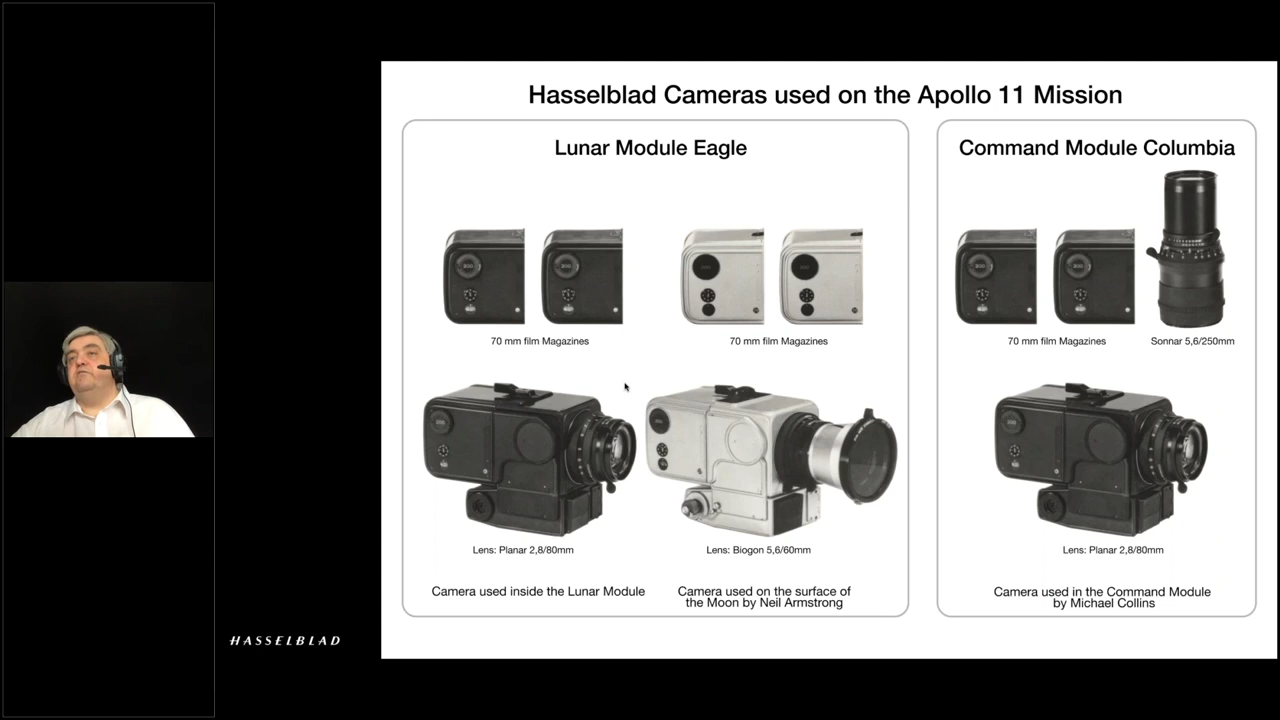 Hasselblad Cameras used on the Apollo 11 Mission
Lunar Module Eagle
70 mm film Magazines
70 mm film Magazines
Lens: Planar 2,8/80mm
Lens: Biogon 5,6/60mm
Camera used inside the Lunar Module
Camera used on the surface of
the Moon by Neil Armstrong
Command Module Columbia
70 mm film Magazines
Sonnar 5,6/250mm
Lens: Planar 2,8/80mm
Camera used in the Command Module
by Michael Collins
HASSELBLAD